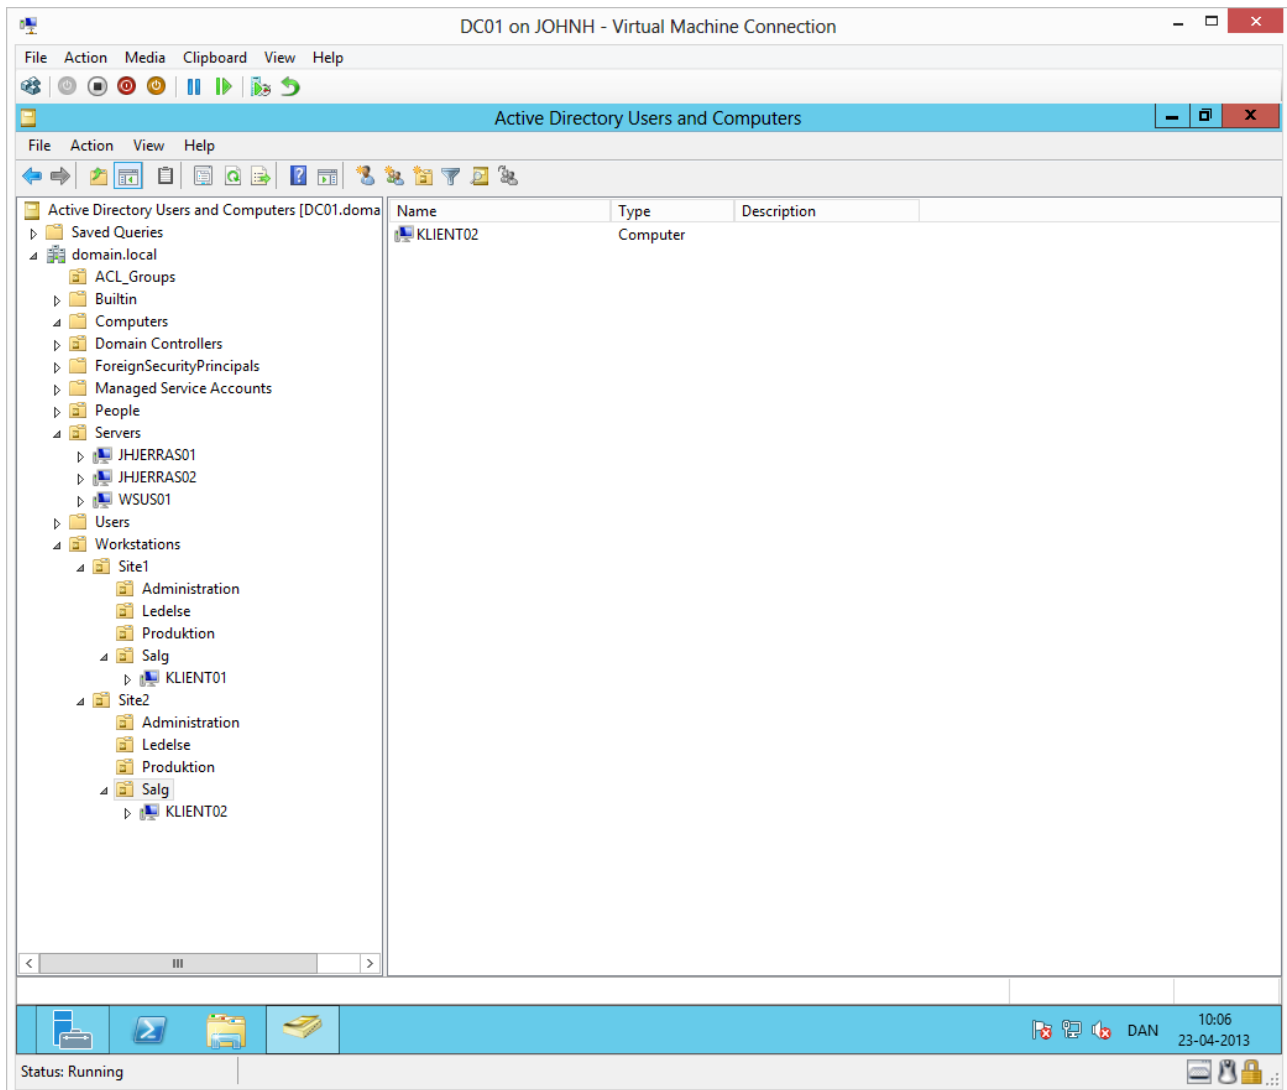 DC01 on JOHNH - Virtual Machine Connection
File Action Media Clipboard View Help
Active Directory Users and Computers
File Action View Help
Active Directory Users and Computers [DC01.doma
Saved Queries
domain.local
ACL_Groups
Builtin
Computers
Domain Controllers
ForeignSecurityPrincipals
Managed Service Accounts
People
Servers
JHJERRAS01
JHJERRAS02
WSUS01
Users
Workstations
Site1
Administration
Ledelse
Produktion
Salg
KLIENT01
Site2
Administration
Ledelse
Produktion
Salg
KLIENT02
Name Type Description
KLIENT02 Computer
DAN
10:06
23-04-2013
Status: Running